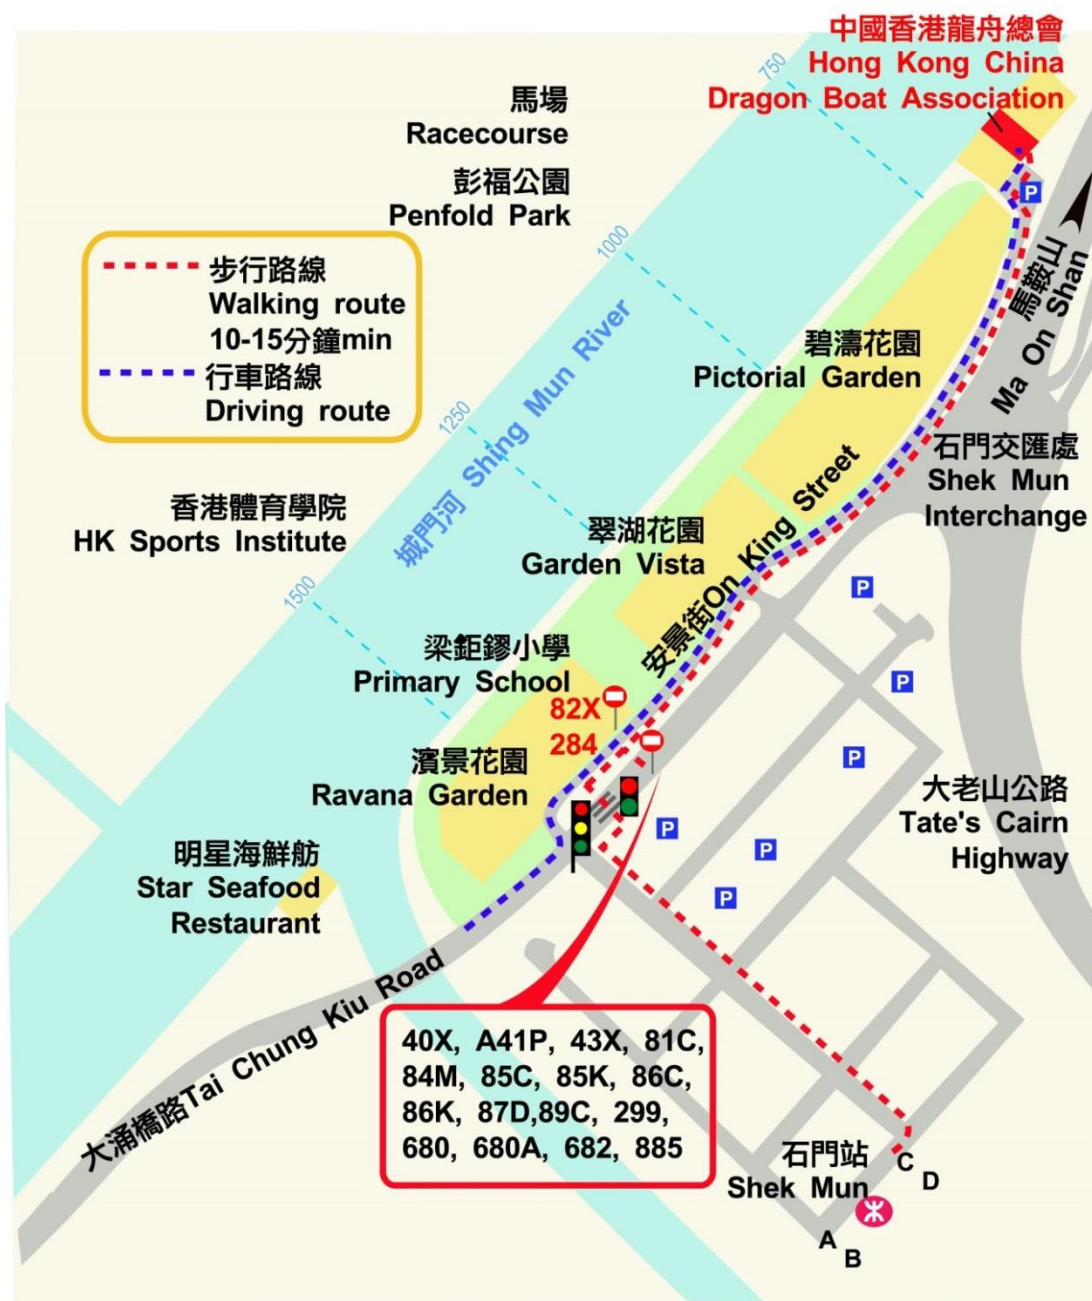 中國香港龍舟總會
Hong Kong China
Dragon Boat Association
750
馬場
Racecourse
彭福公園
Penfold Park
P
1000
步行路線
Walking route
10-15分鐘min
行車路線
Driving route
馬鞍山
Ma On Shan
碧濤花園
Pictorial Garden
城門河 Shing Mun River
1250
石門交匯處
Shek Mun
Interchange
香港體育學院
HK Sports Institute
翠湖花園
Garden Vista
安景街On King Street
1500
P
梁鉅鏐小學
Primary School
P
82X
284
濱景花園
Ravana Garden
P
大老山公路
Tate's Cairn
Highway
P
P
明星海鮮舫
Star Seafood
Restaurant
P
大涌橋路Tai Chung Kiu Road
40X, A41P, 43X, 81C,
84M, 85C, 85K, 86C,
86K, 87D,89C, 299,
680, 680A, 682, 885
石門站
Shek Mun
C
D
A
B